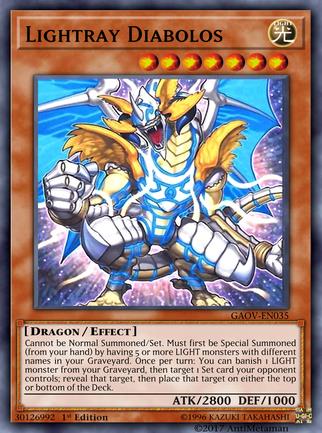 Lightray Diabolos
LIGHT
光
GAOV-EN035
[Dragon / Effect]
Cannot be Normal Summoned/Set. Must first be Special Summoned
(from your hand) by having 5 or more LIGHT monsters with different
names in your Graveyard. Once per turn: You can banish 1 LIGHT
monster from your Graveyard, then target 1 Set card your opponent
controls; reveal that target, then place that target on either the top
or bottom of the Deck.
ATK/2800 DEF/1000
30126992 1st Edition ©1996 KAZUKI TAKAHASHI
©2017 AntiMetaman